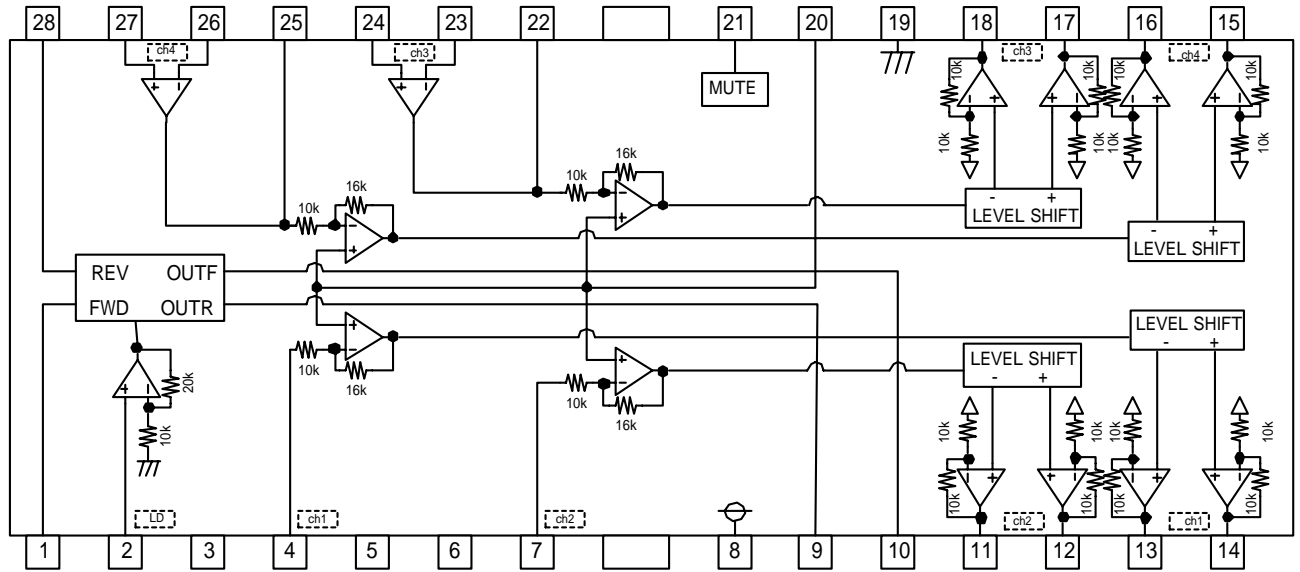 28 27 26 25 24 23 22 21 20 19 18 17 16 15
ch4 ch3 ch3 ch4
+ - + - MUTE - + + - - + + -
10k 10k 10k 10k
10k 10k 10k 10k
16k
10k
- +
16k
10k
- +
- +
LEVEL SHIFT
- +
LEVEL SHIFT
REV OUTF
FWD OUTR
+ -
10k
16k
LEVEL SHIFT
- +
LEVEL SHIFT
- +
+ -
10k
16k
+ -
20k
10k
10k 10k 10k 10k
- + + - - + + -
10k 10k 10k 10k
LD ch1 ch2 ch2 ch1
1 2 3 4 5 6 7 8 9 10 11 12 13 14